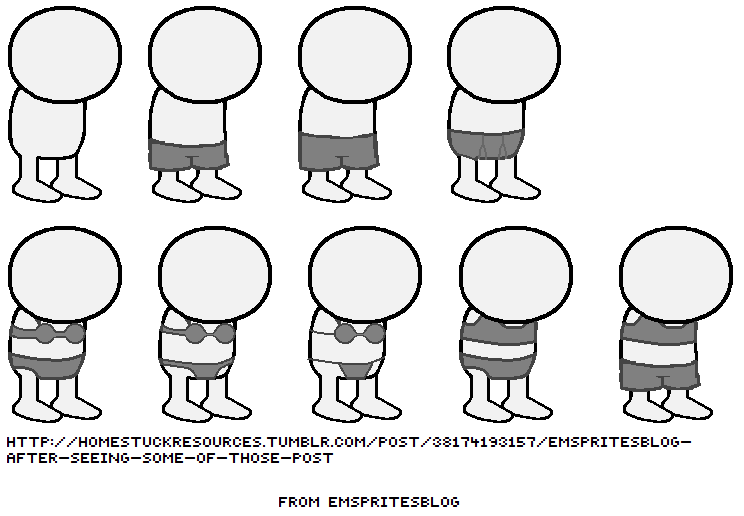 HTTP://HOMESTUCKRESOURCES.TUMBLR.COM/POST/38174193157/EMSPRITESBLOG-
AFTER-SEEING-SOME-OF-THOSE-POST
FROM EMSPRITESBLOG